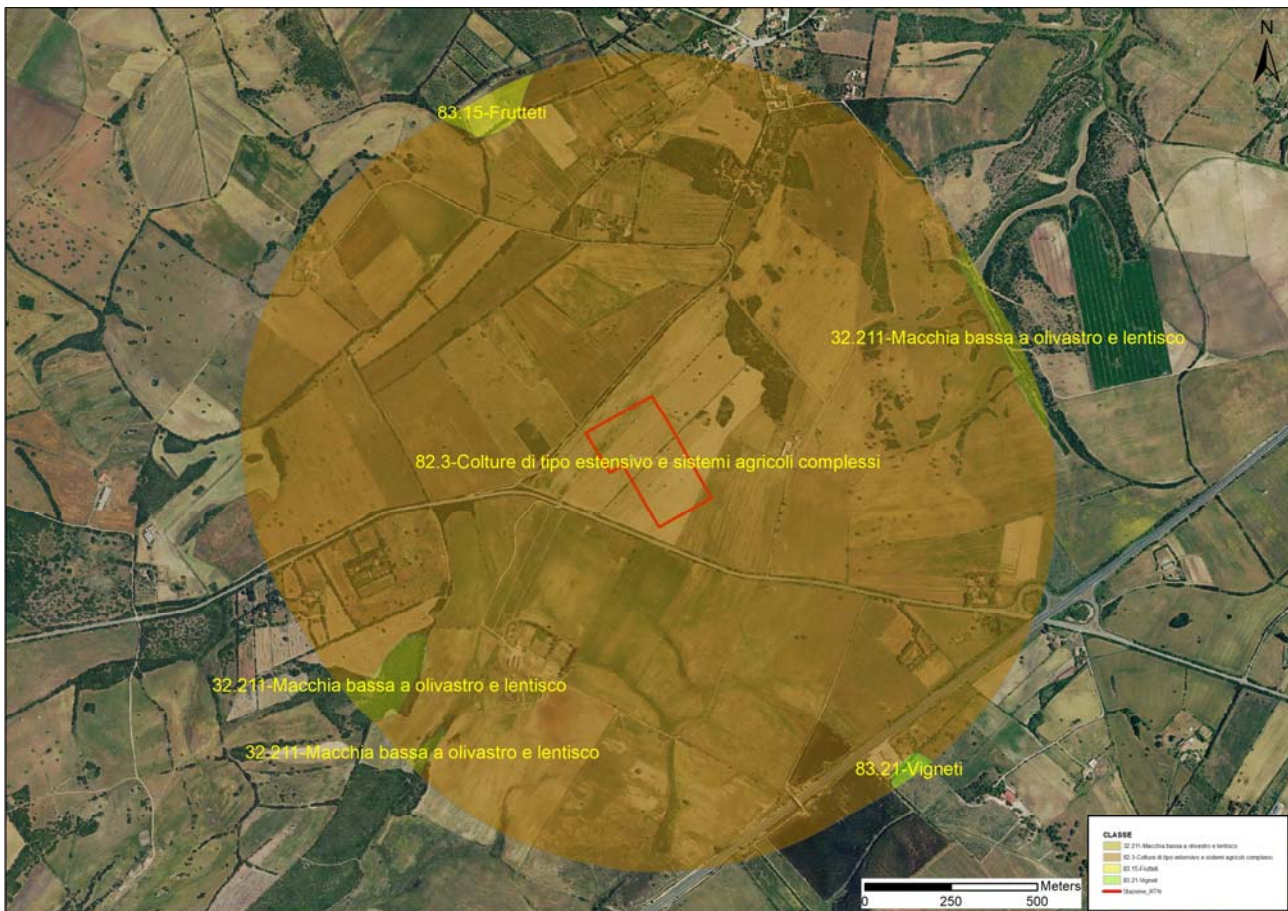 N
83.15-Frutteti
32.211-Macchia bassa a olivastro e lentisco
82.3-Colture di tipo estensivo e sistemi agricoli complessi
32.211-Macchia bassa a olivastro e lentisco
32.211-Macchia bassa a olivastro e lentisco
83.21-Vigneti
CLASSE
32.211-Macchia bassa a olivastro e lentisco
82.3-Colture di tipo estensivo e sistemi agricoli complessi
83.15-Frutteti
83.21-Vigneti
Stazione_RTN
Meters
0 250 500